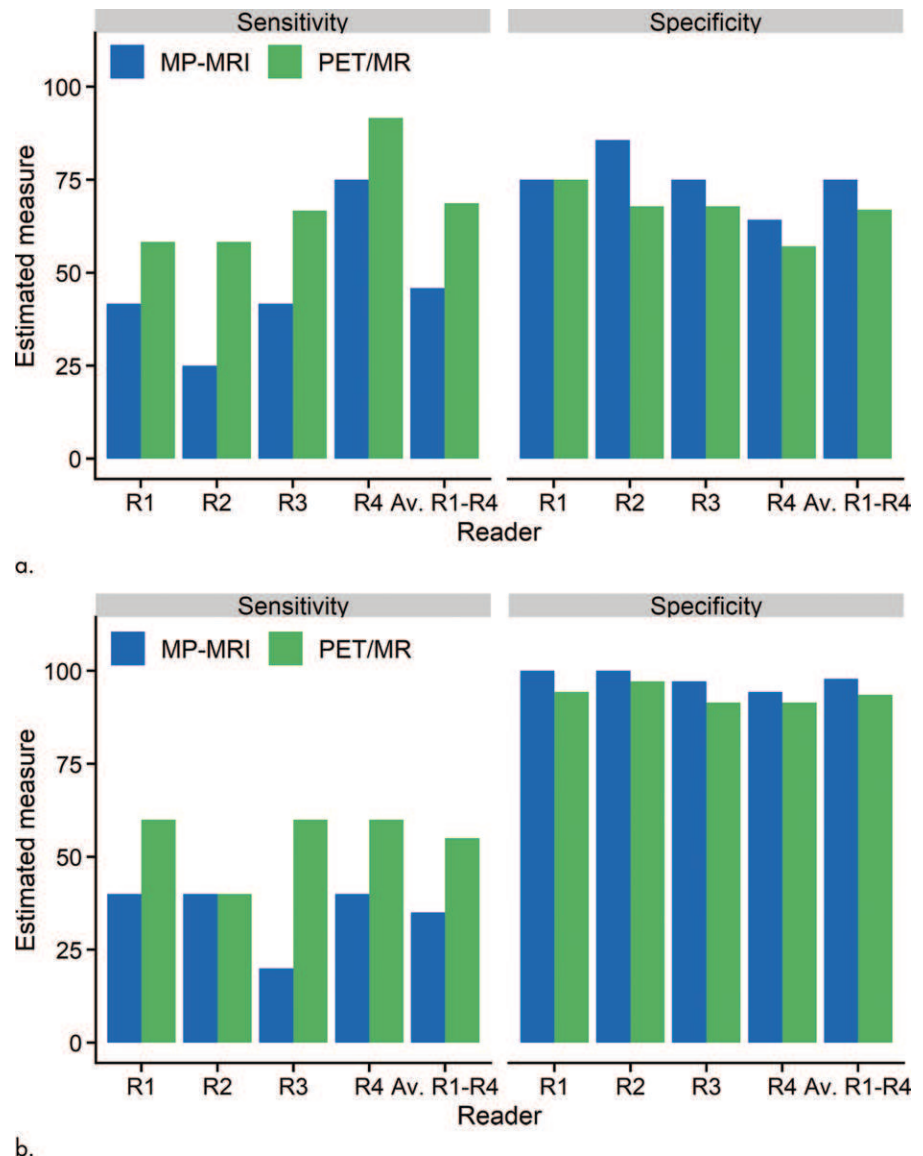 Sensitivity Specificity
MP-MRI PET/MR
100
75
50
25
0
Estimated measure
R1 R2 R3 R4 Av. R1-R4 R1 R2 R3 R4 Av. R1-R4
Reader
a.
Sensitivity Specificity
MP-MRI PET/MR
100
75
50
25
0
Estimated measure
R1 R2 R3 R4 Av. R1-R4 R1 R2 R3 R4 Av. R1-R4
Reader
b.